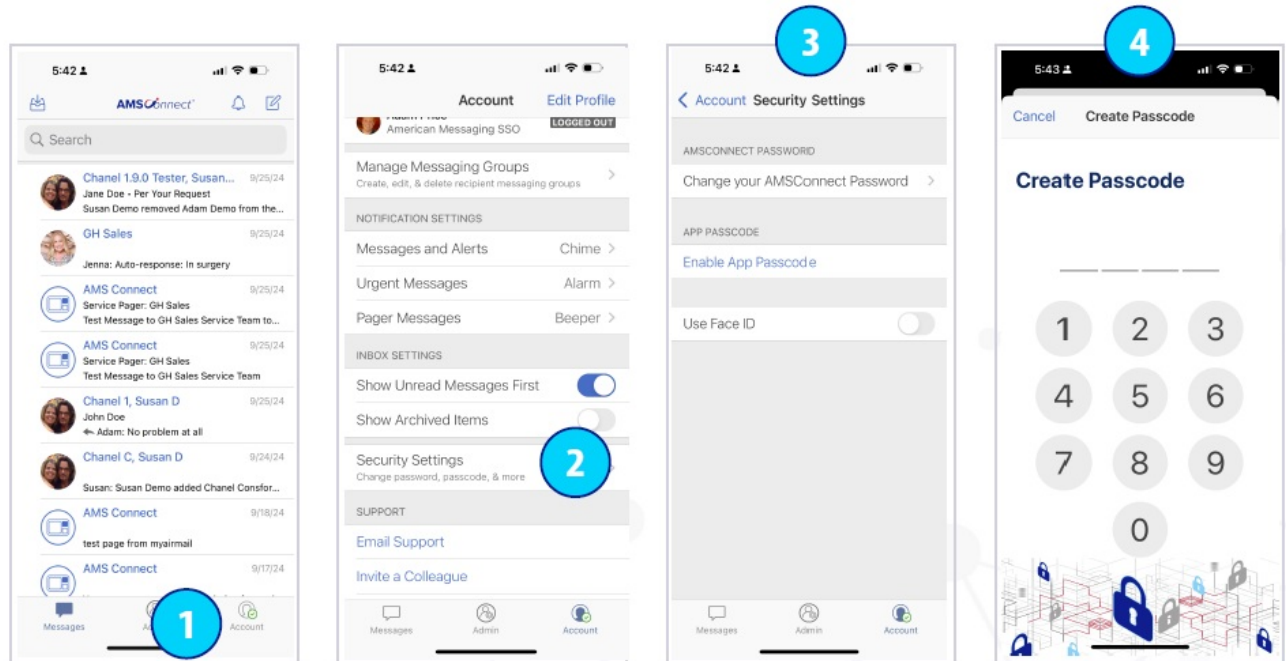 3
4
5:42
AMSConnect
Search
Chanel 1.9.0 Tester, Susan... 9/25/24
Jane Doe - Per Your Request
Susan Demo removed Adam Demo from the...
GH Sales 9/25/24
Jenna: Auto-response: In surgery
AMS Connect 9/25/24
Service Pager: GH Sales
Test Message to GH Sales Service Team to...
AMS Connect 9/25/24
Service Pager: GH Sales
Test Message to GH Sales Service Team
Chanel 1, Susan D 9/25/24
John Doe
Adam: No problem at all
Chanel C, Susan D 9/24/24
Susan: Susan Demo added Chanel Consfor...
AMS Connect 9/18/24
test page from myairmail
AMS Connect 9/17/24
Messages Account
1
5:42
Account Edit Profile
American Messaging SSO LOGGED OUT
Manage Messaging Groups
Create, edit, & delete recipient messaging groups
NOTIFICATION SETTINGS
Messages and Alerts Chime
Urgent Messages Alarm
Pager Messages Beeper
INBOX SETTINGS
Show Unread Messages First
Show Archived Items
Security Settings
Change password, passcode, & more
2
SUPPORT
Email Support
Invite a Colleague
Messages Admin Account
5:42
Account Security Settings
AMSCONNECT PASSWORD
Change your AMSConnect Password
APP PASSCODE
Enable App Passcode
Use Face ID
Messages Admin Account
5:43
Cancel Create Passcode
Create Passcode
1 2 3
4 5 6
7 8 9
0